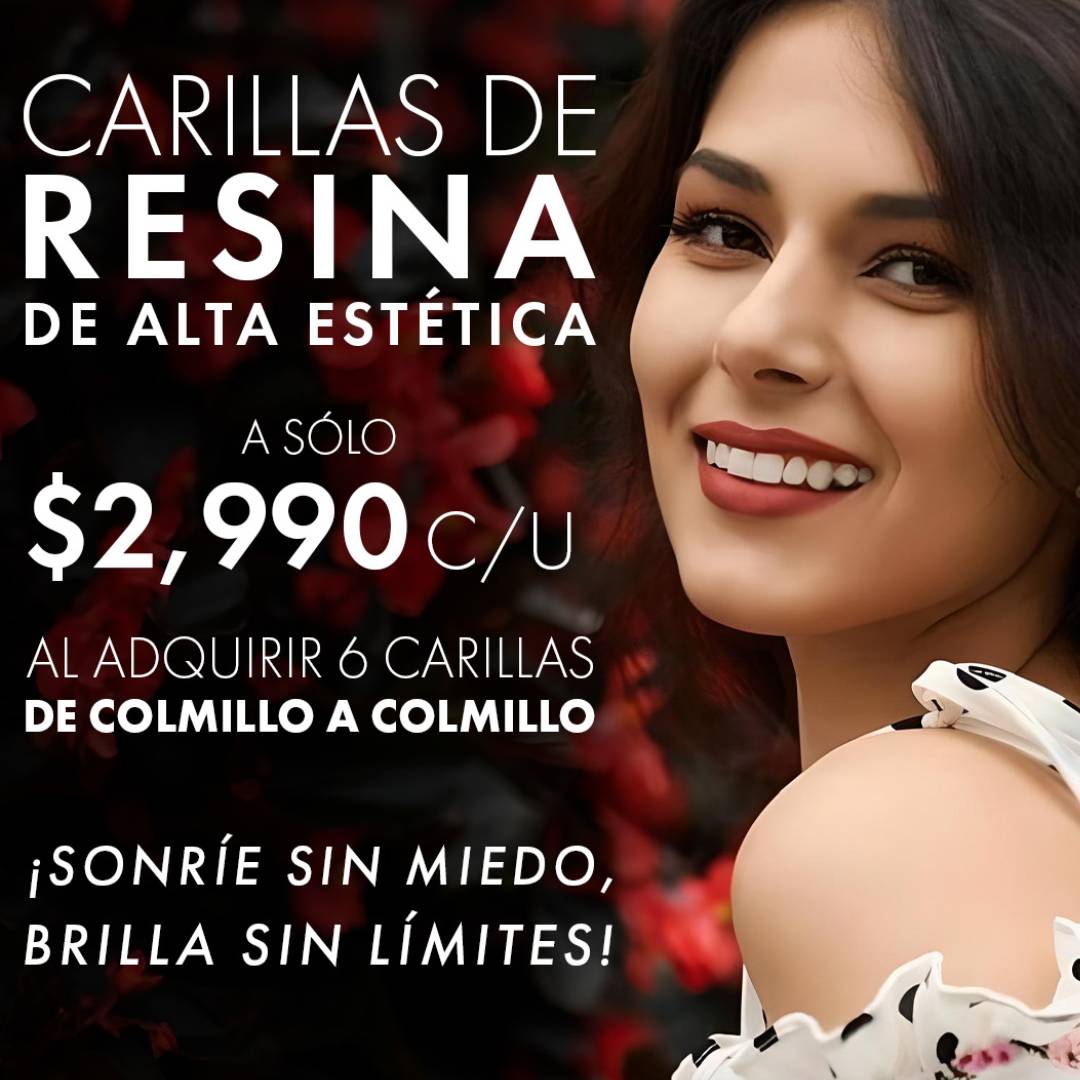 CARILLAS DE
RESINA
DE ALTA ESTÉTICA
A SÓLO
$2,990 C/U
AL ADQUIRIR 6 CARILLAS
DE COLMILLO A COLMILLO
¡SONRÍE SIN MIEDO,
BRILLA SIN LÍMITES!